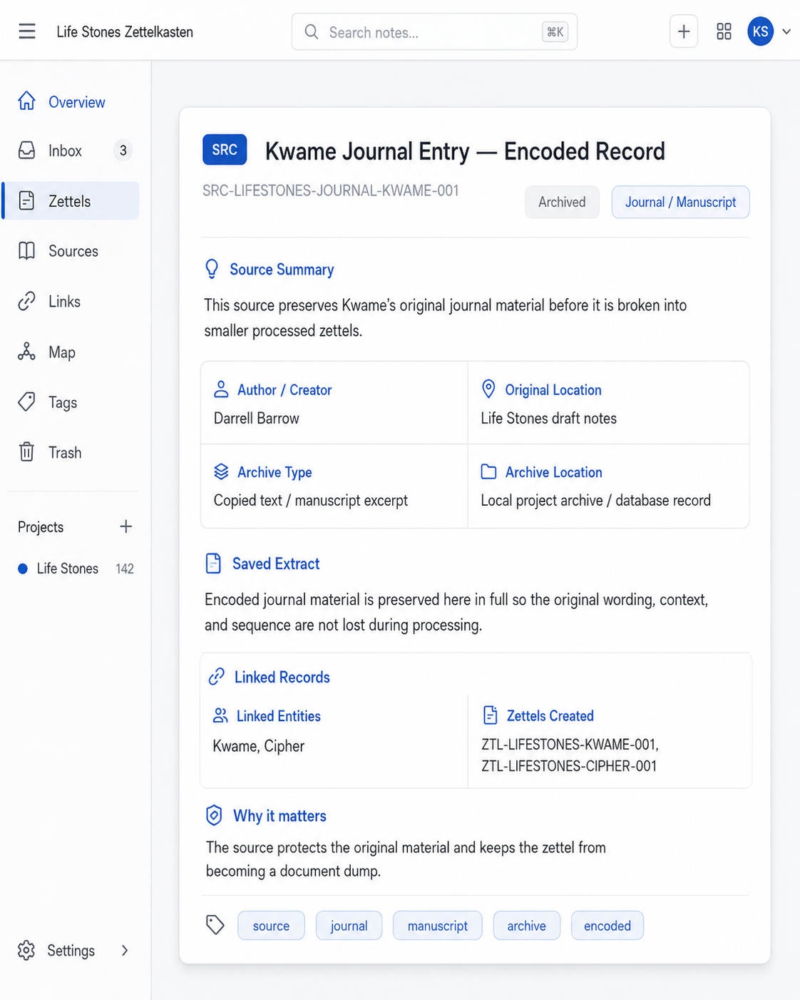 Life Stones Zettelkasten
Search notes...
⌘K
KS
Overview
Inbox
3
Zettels
Sources
Links
Map
Tags
Trash
Projects
Life Stones
142
Settings
SRC
Kwame Journal Entry — Encoded Record
SRC-LIFESTONES-JOURNAL-KWAME-001
Archived
Journal / Manuscript
Source Summary
This source preserves Kwame’s original journal material before it is broken into
smaller processed zettels.
Author / Creator
Darrell Barrow
Original Location
Life Stones draft notes
Archive Type
Copied text / manuscript excerpt
Archive Location
Local project archive / database record
Saved Extract
Encoded journal material is preserved here in full so the original wording, context,
and sequence are not lost during processing.
Linked Records
Linked Entities
Kwame, Cipher
Zettels Created
ZTL-LIFESTONES-KWAME-001,
ZTL-LIFESTONES-CIPHER-001
Why it matters
The source protects the original material and keeps the zettel from
becoming a document dump.
source
journal
manuscript
archive
encoded